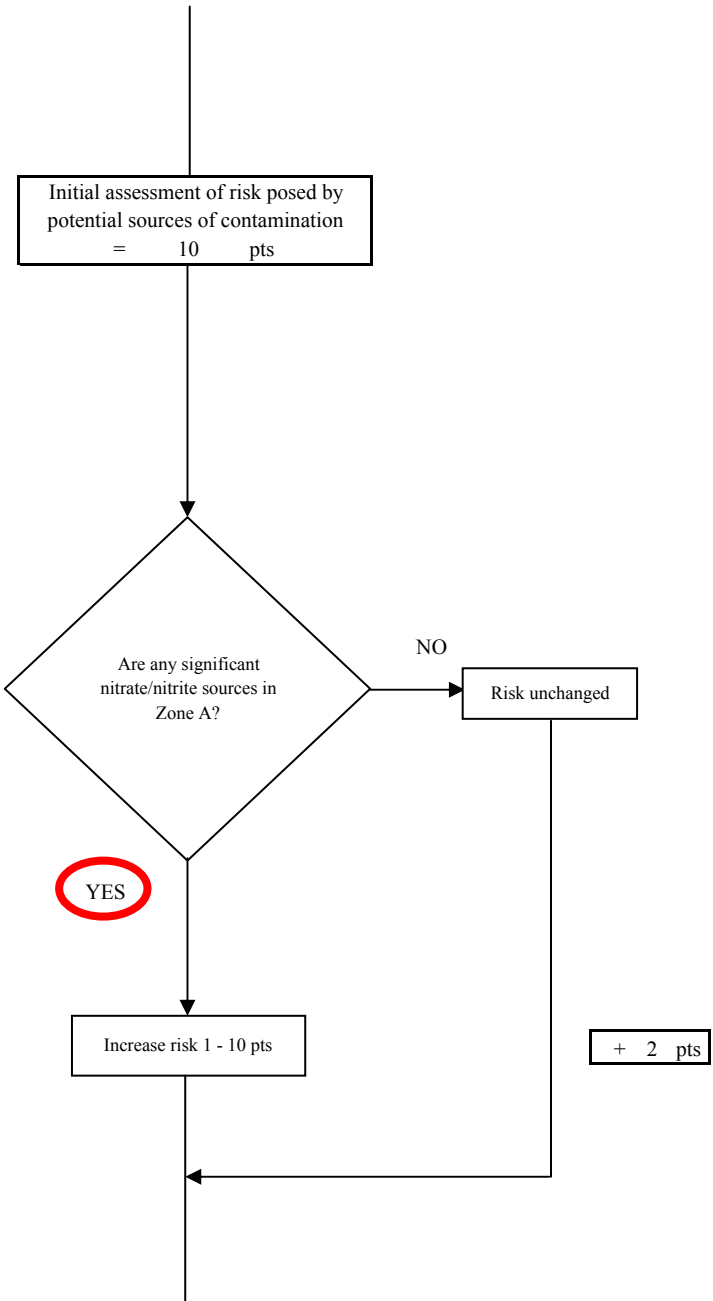 Initial assessment of risk posed by
potential sources of contamination
= 10 pts
Are any significant
nitrate/nitrite sources in
Zone A?
NO
Risk unchanged
YES
Increase risk 1 - 10 pts
+ 2 pts